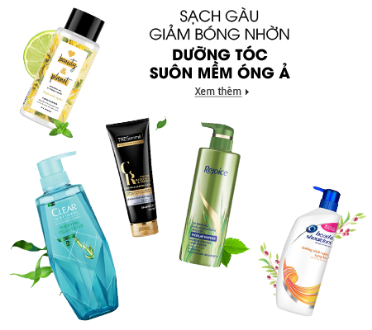 SẠCH GÀU
GIẢM BÓNG NHỜN
DƯỠNG TÓC
SUÔN MỀM ÓNG Ả
Xem thêm
love
beauty
planet
TRESemmé
Rejoice
CLEAR
head &
shoulders